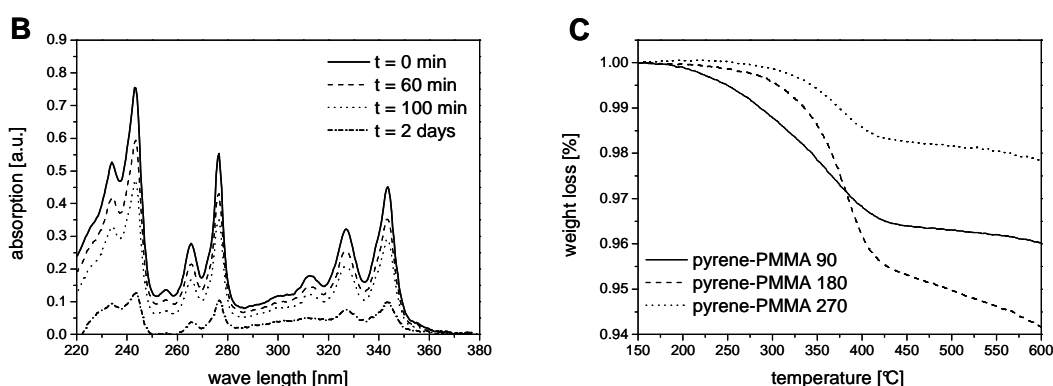 B
0.9
0.8
0.7
0.6
0.5
0.4
0.3
0.2
0.1
0.0
absorption [a.u.]
t = 0 min
t = 60 min
t = 100 min
t = 2 days
220 240 260 280 300 320 340 360 380
wave length [nm]
C
1.00
0.99
0.98
0.97
0.96
0.95
0.94
weight loss [%]
pyrene-PMMA 90
pyrene-PMMA 180
pyrene-PMMA 270
150 200 250 300 350 400 450 500 550 600
temperature [°C]